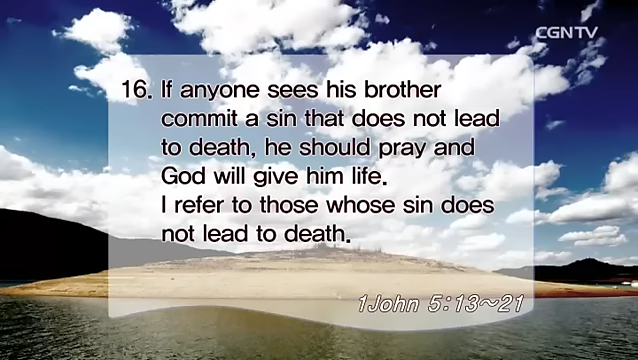 CGNTV
16. If anyone sees his brother
commit a sin that does not lead
to death, he should pray and
God will give him life.
I refer to those whose sin does
not lead to death.
1John 5:13~21